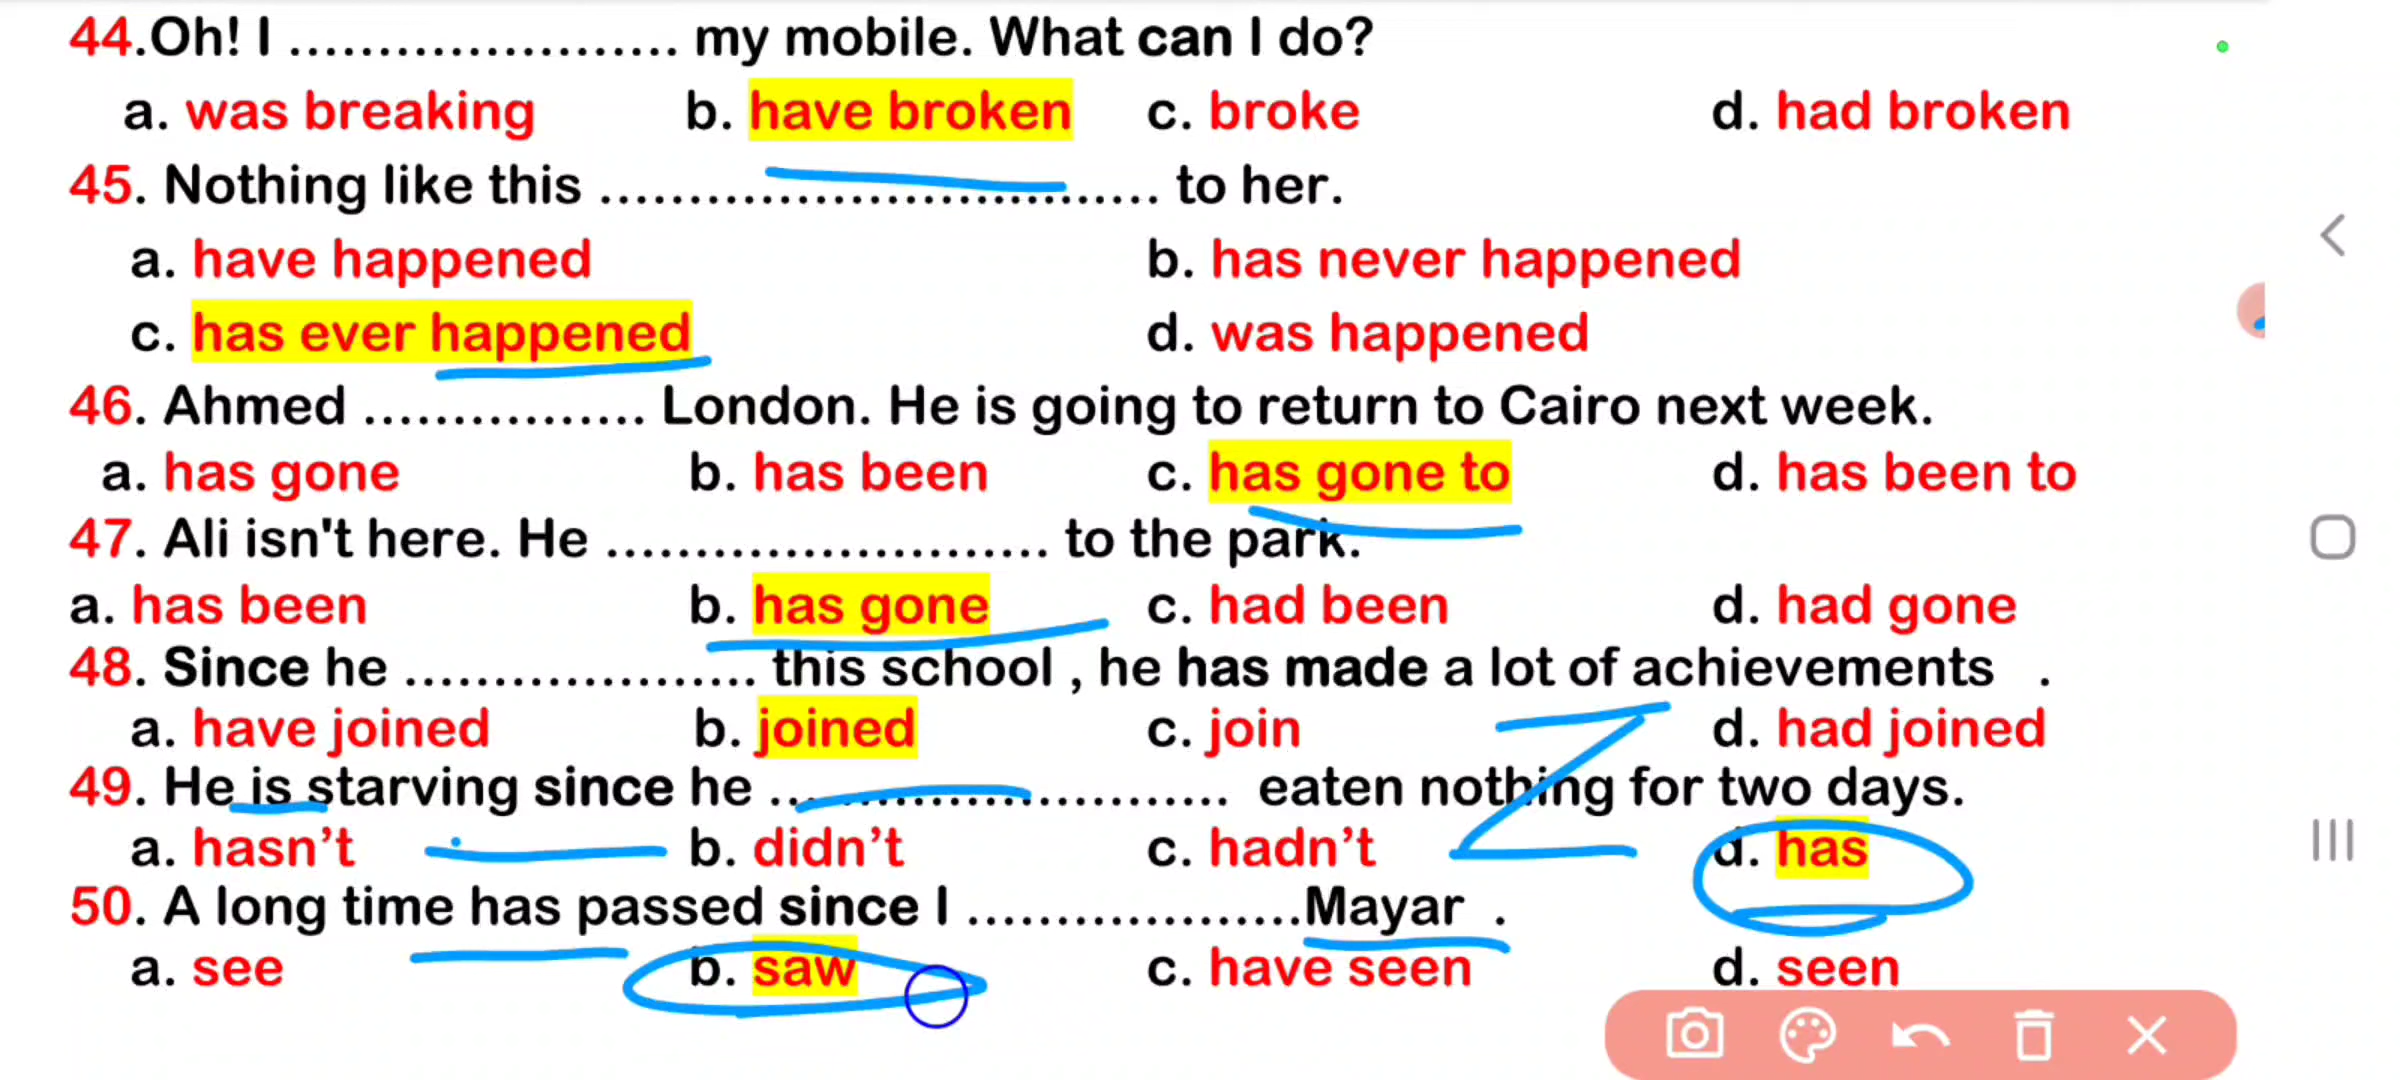 44.Oh! I ...................... my mobile. What can I do?
a. was breaking b. have broken c. broke d. had broken
45. Nothing like this ................................ to her.
a. have happened b. has never happened
c. has ever happened d. was happened
46. Ahmed ................ London. He is going to return to Cairo next week.
a. has gone b. has been c. has gone to d. has been to
47. Ali isn't here. He ......................... to the park.
a. has been b. has gone c. had been d. had gone
48. Since he .................... this school , he has made a lot of achievements .
a. have joined b. joined c. join d. had joined
49. He is starving since he .......................... eaten nothing for two days.
a. hasn’t b. didn’t c. hadn’t d. has
50. A long time has passed since I ...................Mayar .
a. see b. saw c. have seen d. seen